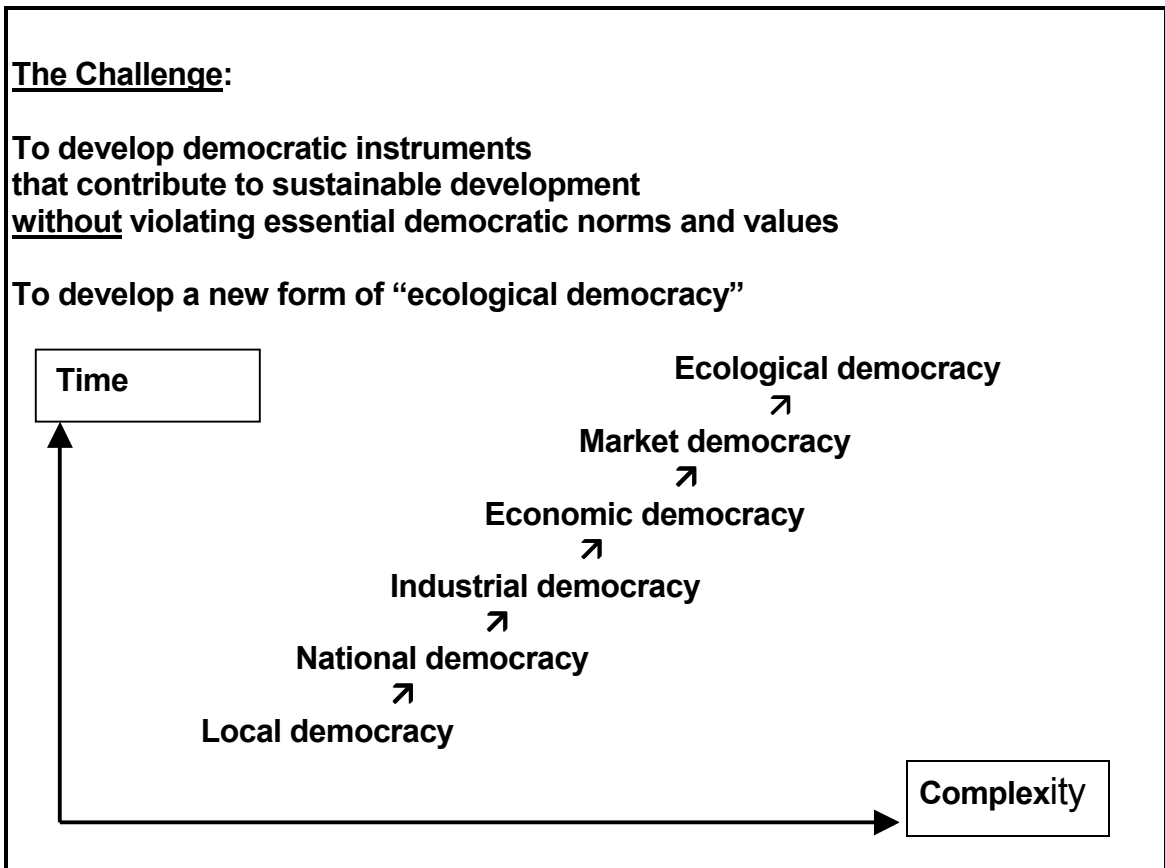 The Challenge:
To develop democratic instruments
that contribute to sustainable development
without violating essential democratic norms and values
To develop a new form of “ecological democracy”
Time
Ecological democracy
Market democracy
Economic democracy
Industrial democracy
National democracy
Local democracy
Complexity